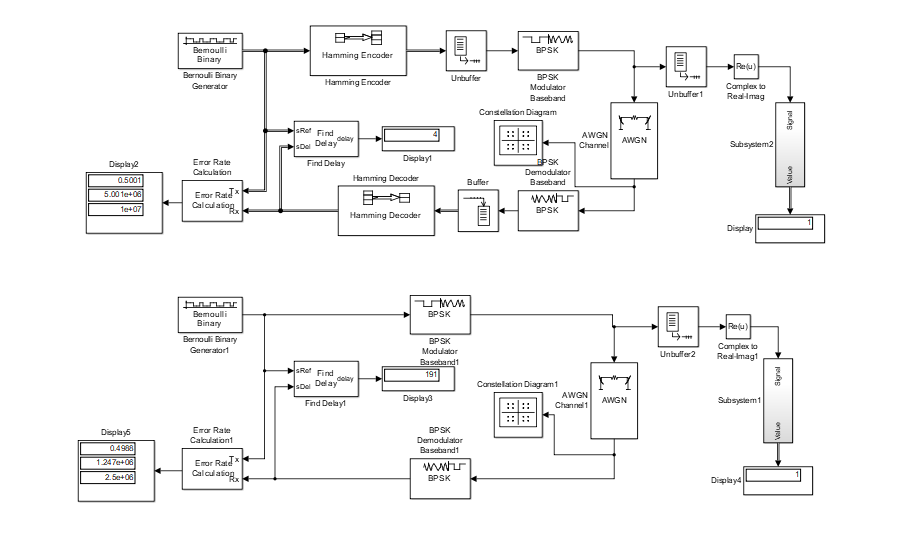 Bernoulli
Binary
Bernoulli Binary
Generator
Hamming Encoder
Hamming Encoder
Unbuffer
BPSK
BPSK
Modulator
Baseband
Unbuffer1
Re(u)
Complex to
Real-Imag
Signal
Value
Subsystem2
Display
1
AWGN
Channel
AWGN
Constellation Diagram
sRef
sDel
Find
Delay
delay
Find Delay
4
Display1
Display2
0.5001
5.001e+06
1e+07
Error Rate
Calculation
Error Rate
Calculation
Tx
Rx
Hamming Decoder
Hamming Decoder
Buffer
BPSK
Demodulator
Baseband
BPSK
Bernoulli
Binary
Bernoulli Binary
Generator1
BPSK
BPSK
Modulator
Baseband1
Unbuffer2
Re(u)
Complex to
Real-Imag1
Signal
Value
Subsystem1
Display4
1
AWGN
Channel1
AWGN
Constellation Diagram1
sRef
sDel
Find
Delay
delay
Find Delay1
191
Display3
Display5
0.4988
1.247e+06
2.5e+06
Error Rate
Calculation1
Error Rate
Calculation
Tx
Rx
BPSK
Demodulator
Baseband1
BPSK